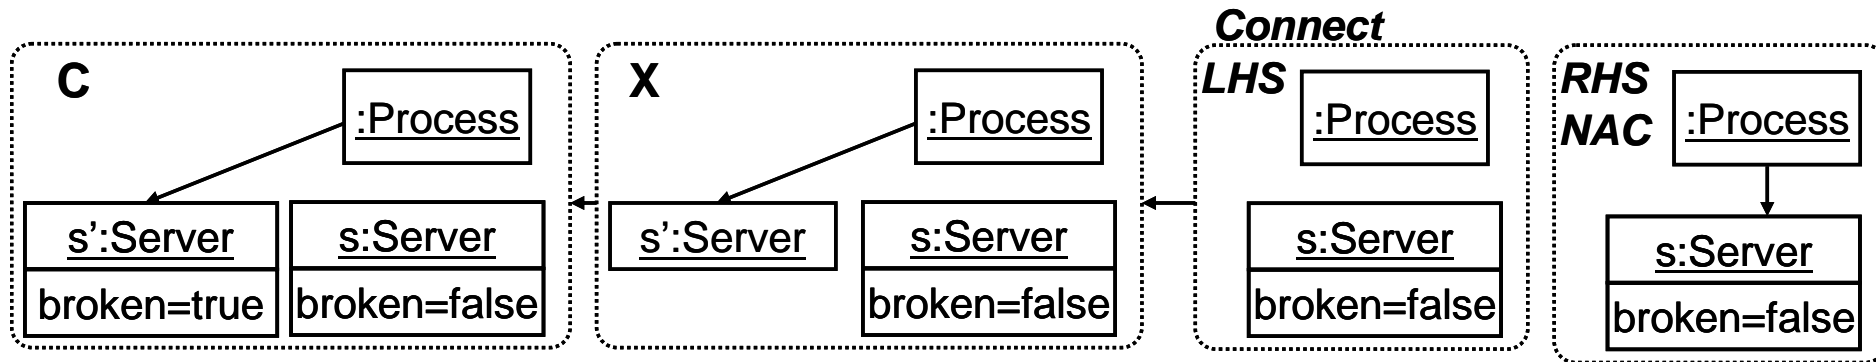 C
:Process
s':Server
broken=true
s:Server
broken=false
X
:Process
s':Server
s:Server
broken=false
Connect
LHS
:Process
s:Server
broken=false
RHS
NAC
:Process
s:Server
broken=false